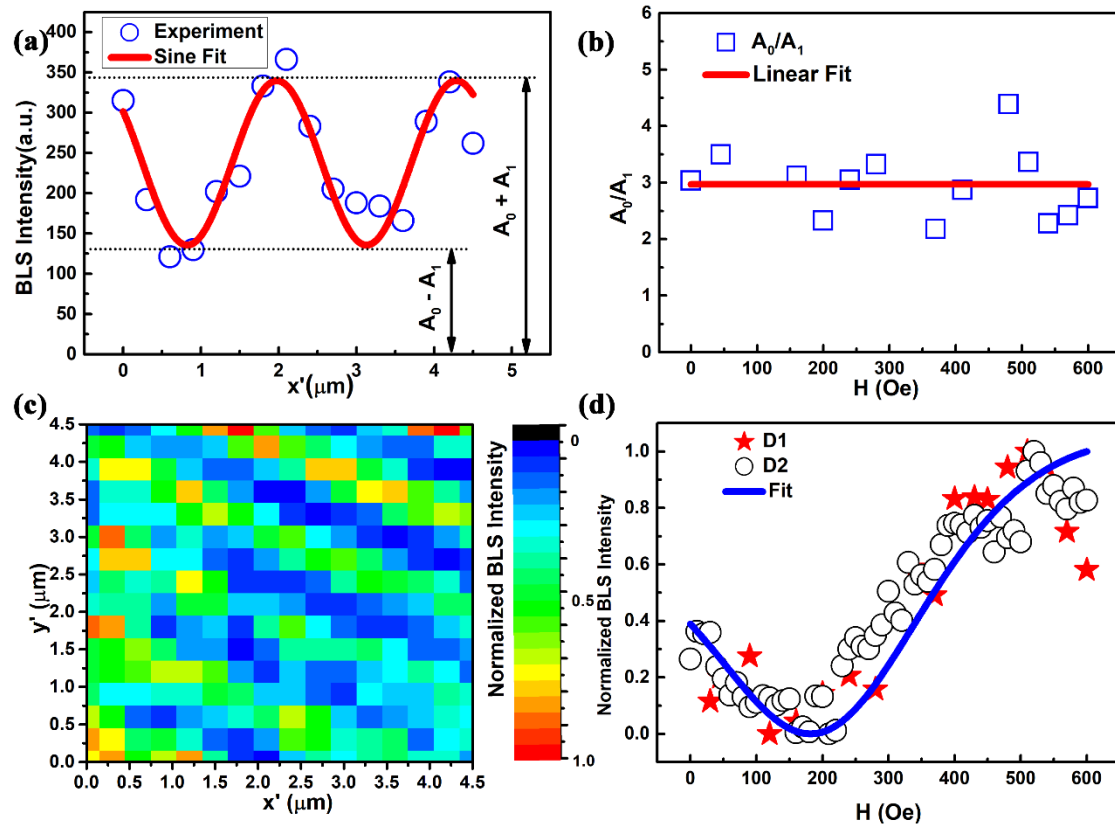 (a)
400
350
300
250
200
150
100
50
0
BLS Intensity(a.u.)
Experiment
Sine Fit
A₀ - A₁
A₀ + A₁
0 1 2 3 4 5
x'(μm)
(b)
6
5
4
3
2
1
0
A₀/A₁
A₀/A₁
Linear Fit
0 100 200 300 400 500 600
H (Oe)
(c)
4.5
4.0
3.5
3.0
2.5
2.0
1.5
1.0
0.5
0.0
y' (μm)
0.0 0.5 1.0 1.5 2.0 2.5 3.0 3.5 4.0 4.5
x' (μm)
Normalized BLS Intensity
0
0.5
1.0
(d)
1.0
0.8
0.6
0.4
0.2
0.0
Normalized BLS Intensity
D1
D2
Fit
0 100 200 300 400 500 600
H (Oe)